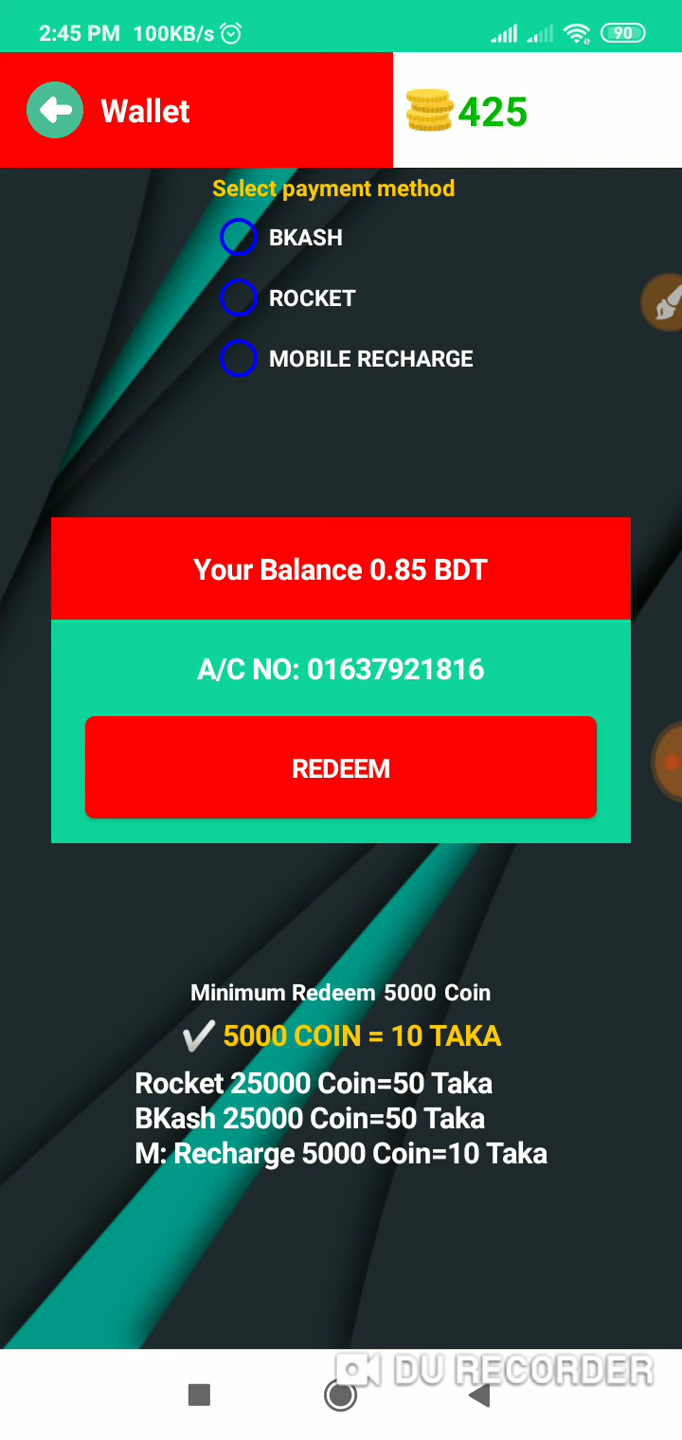 2:45 PM 100KB/s 90
Wallet
425
Select payment method
BKASH
ROCKET
MOBILE RECHARGE
Your Balance 0.85 BDT
A/C NO: 01637921816
REDEEM
Minimum Redeem 5000 Coin
✔ 5000 COIN = 10 TAKA
Rocket 25000 Coin=50 Taka
BKash 25000 Coin=50 Taka
M: Recharge 5000 Coin=10 Taka
DU RECORDER